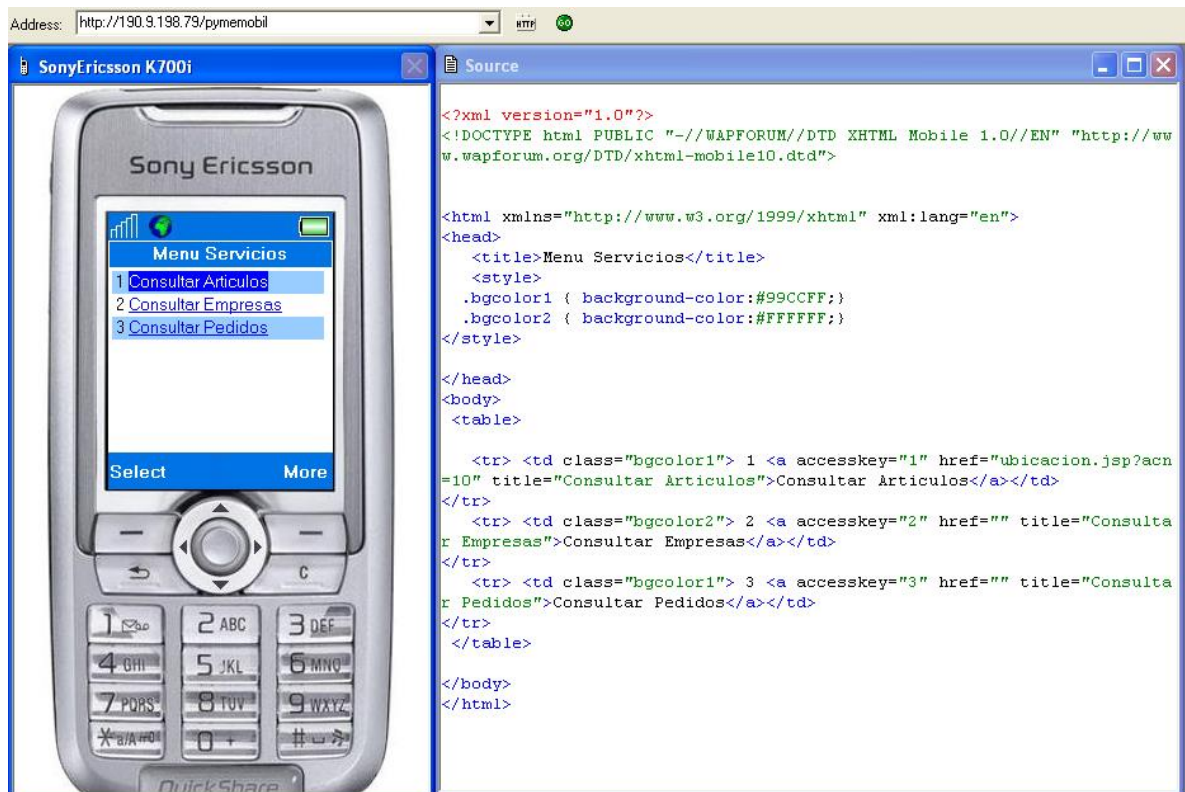 Address: http://190.9.198.79/pymemobil HTTP GO
SonyEricsson K700i
Sony Ericsson
Menu Servicios
1 Consultar Articulos
2 Consultar Empresas
3 Consultar Pedidos
Select More
C
1 2 ABC 3 DEF
4 GHI 5 JKL 6 MNO
7 PQRS 8 TUV 9 WXYZ
* a/A 0 + #
QuickShare
Source
<?xml version="1.0"?>
<!DOCTYPE html PUBLIC "-//WAPFORUM//DTD XHTML Mobile 1.0//EN" "http://ww
w.wapforum.org/DTD/xhtml-mobile10.dtd">
<html xmlns="http://www.w3.org/1999/xhtml" xml:lang="en">
<head>
<title>Menu Servicios</title>
<style>
.bgcolor1 { background-color:#99CCFF;}
.bgcolor2 { background-color:#FFFFFF;}
</style>
</head>
<body>
<table>
<tr> <td class="bgcolor1"> 1 <a accesskey="1" href="ubicacion.jsp?acn
=10" title="Consultar Articulos">Consultar Articulos</a></td>
</tr>
<tr> <td class="bgcolor2"> 2 <a accesskey="2" href="" title="Consulta
r Empresas">Consultar Empresas</a></td>
</tr>
<tr> <td class="bgcolor1"> 3 <a accesskey="3" href="" title="Consulta
r Pedidos">Consultar Pedidos</a></td>
</tr>
</table>
</body>
</html>